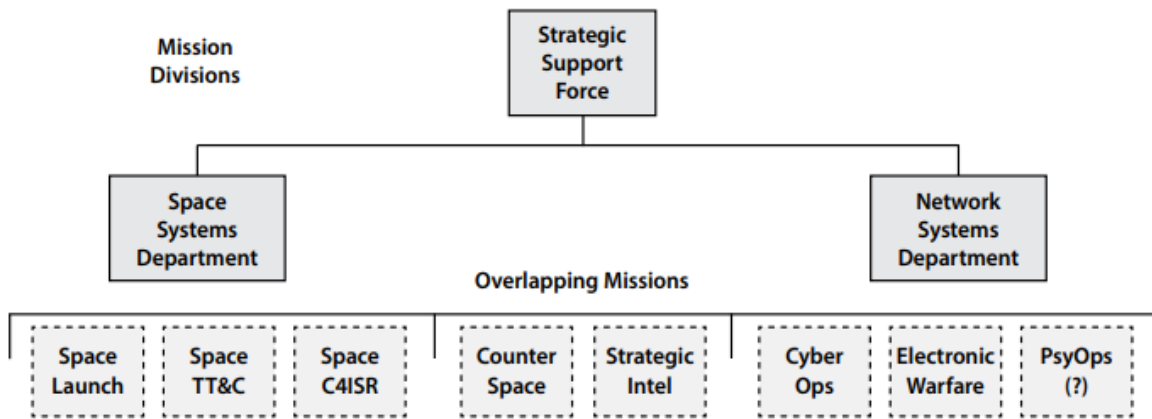 Mission
Divisions
Strategic
Support
Force
Space
Systems
Department
Network
Systems
Department
Overlapping Missions
Space
Launch
Space
TT&C
Space
C4ISR
Counter
Space
Strategic
Intel
Cyber
Ops
Electronic
Warfare
PsyOps
(?)